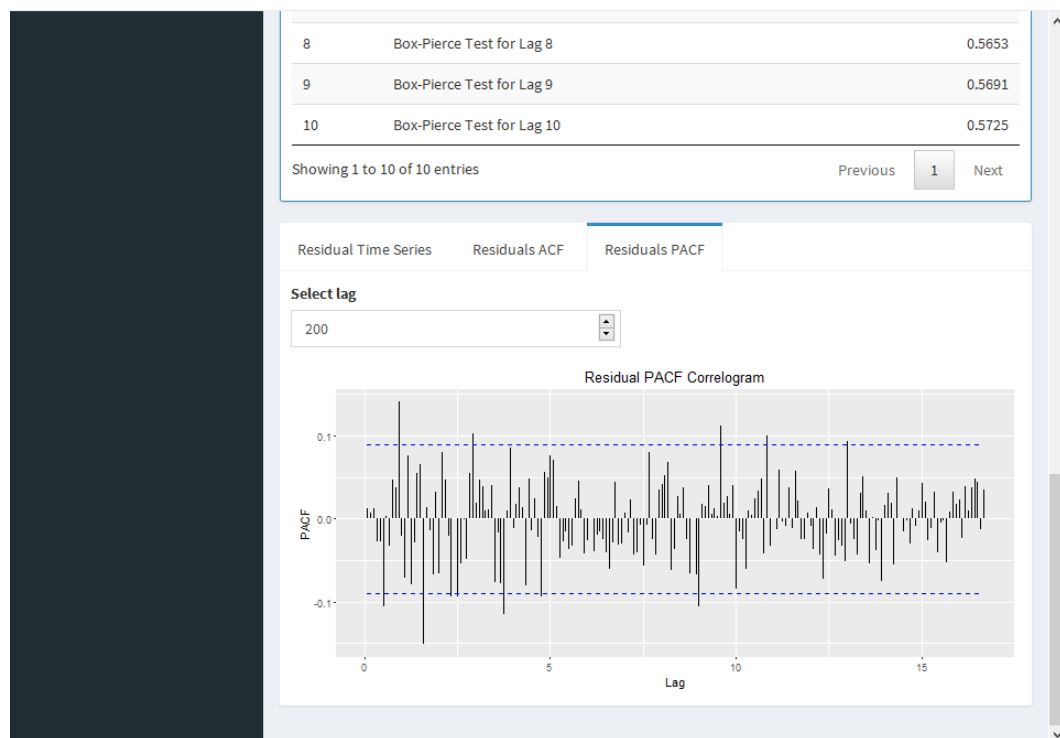 8 Box-Pierce Test for Lag 8 0.5653
9 Box-Pierce Test for Lag 9 0.5691
10 Box-Pierce Test for Lag 10 0.5725
Showing 1 to 10 of 10 entries Previous 1 Next
Residual Time Series Residuals ACF Residuals PACF
Select lag
200
Residual PACF Correlogram
0.1
0.0
-0.1
PACF
0 5 10 15
Lag